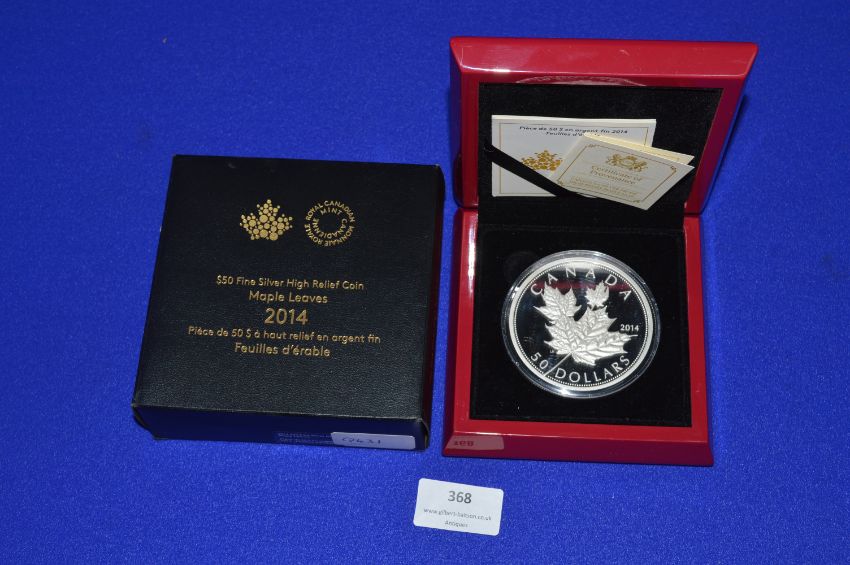 ROYAL CANADIAN MINT
MONNAIE ROYALE CANADIENNE
$50 Fine Silver High Relief Coin
Maple Leaves
2014
Pièce de 50 $ à haut relief en argent fin
Feuilles d'érable
Pièce de 50 $ en argent fin 2014
Feuilles d'érable
Certificate of
Provenance
CANADA
2014
50 DOLLARS
368
www.gilbert-baitson.co.uk
Antiques